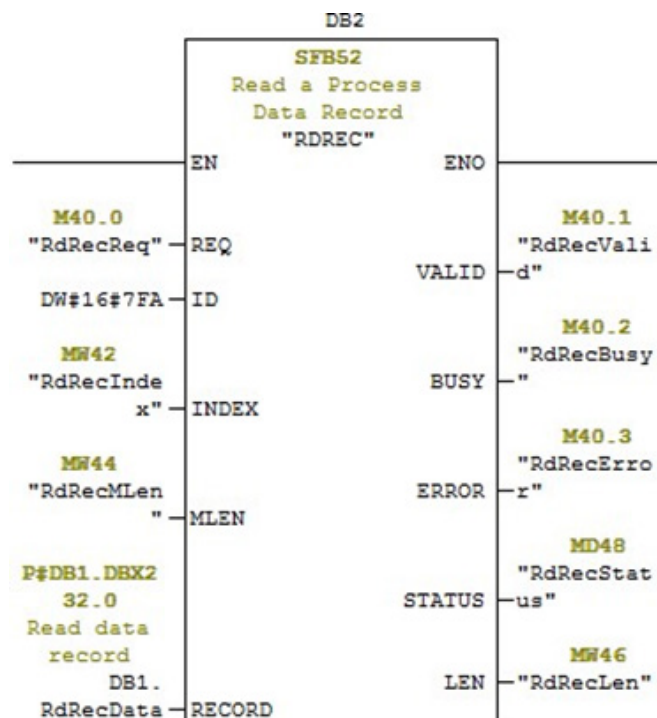 DB2
SFB52
Read a Process
Data Record
"RDREC"
EN
ENO
M40.0
"RdRecReq"
REQ
M40.1
"RdRecVali
d"
VALID
DW#16#7FA
ID
MW42
"RdRecInde
x"
INDEX
M40.2
"RdRecBusy
"
BUSY
MW44
"RdRecMLen
"
MLEN
M40.3
"RdRecErro
r"
ERROR
P#DB1.DBX2
32.0
Read data
record
DB1.
RdRecData
RECORD
MD48
"RdRecStat
us"
STATUS
MW46
"RdRecLen"
LEN